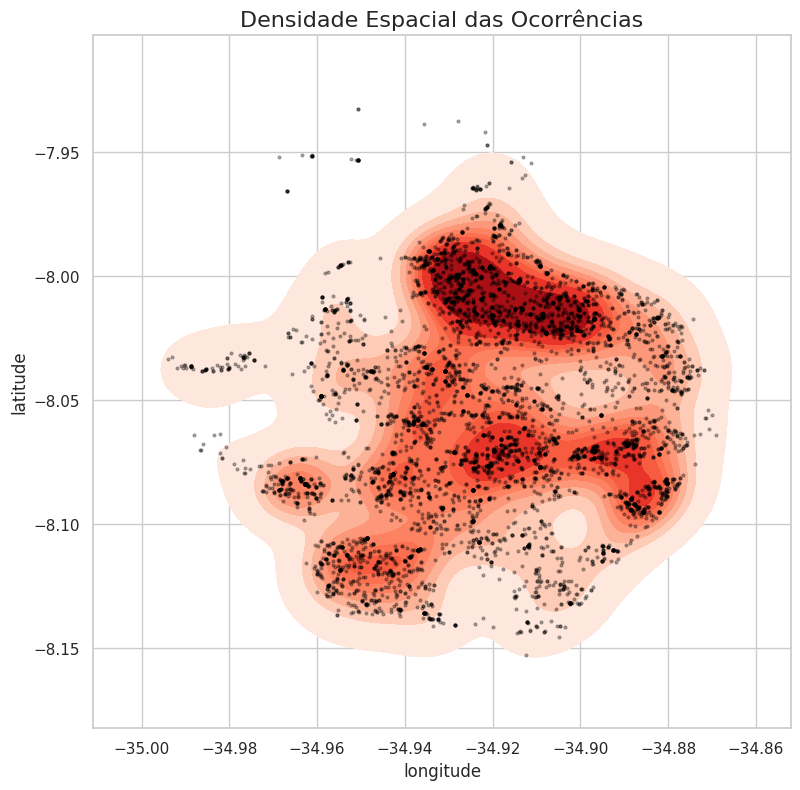 Densidade Espacial das Ocorrências
latitude
−7.95
−8.00
−8.05
−8.10
−8.15
−35.00 −34.98 −34.96 −34.94 −34.92 −34.90 −34.88 −34.86
longitude